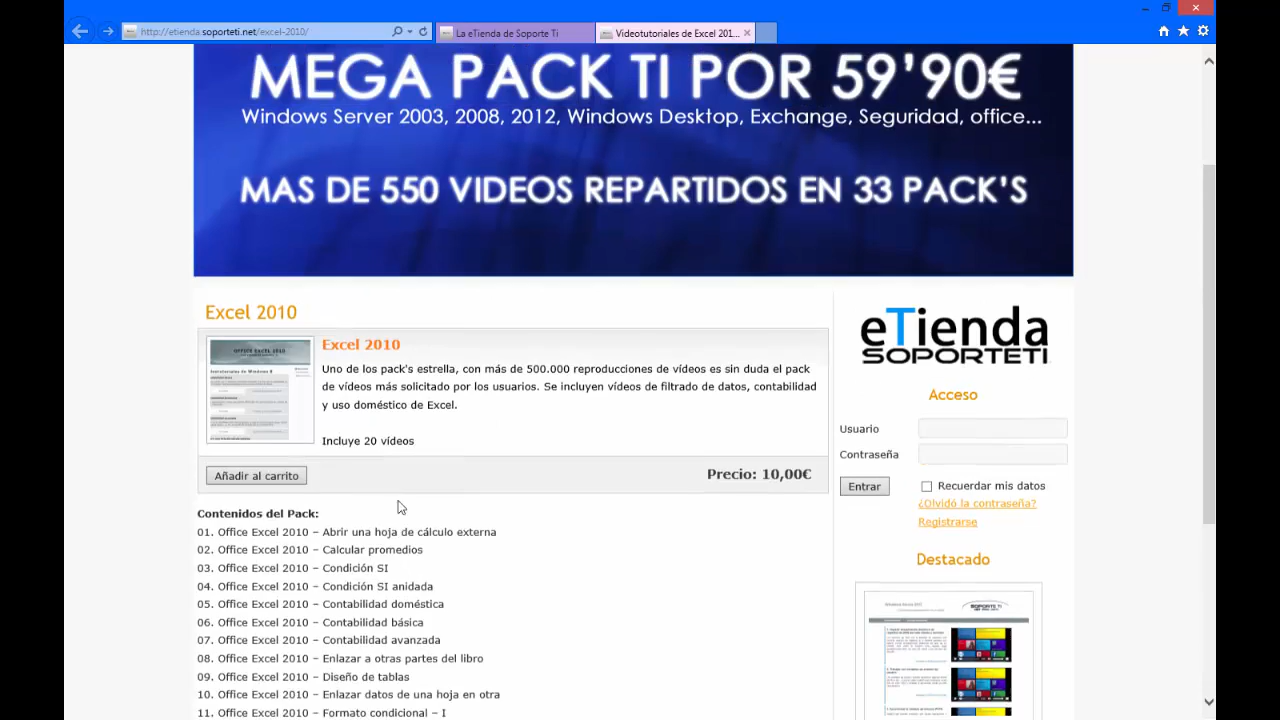 http://etienda.soporteti.net/excel-2010/
La eTienda de Soporte Ti
Videotutoriales de Excel 201...
MEGA PACK TI POR 59'90€
Windows Server 2003, 2008, 2012, Windows Desktop, Exchange, Seguridad, office...
MAS DE 550 VIDEOS REPARTIDOS EN 33 PACK'S
Excel 2010
OFFICE EXCEL 2010
Excel 2010
Uno de los pack's estrella, con más de 500.000 reproducciones de vídeos es sin duda el pack
de vídeos más solicitado por los usuarios. Se incluyen vídeos de filtrado de datos, contabilidad
y uso doméstico de Excel.
Incluye 20 vídeos
Añadir al carrito
Precio: 10,00€
Contenidos del Pack:
01. Office Excel 2010 – Abrir una hoja de cálculo externa
02. Office Excel 2010 – Calcular promedios
03. Office Excel 2010 – Condición SI
04. Office Excel 2010 – Condición SI anidada
05. Office Excel 2010 – Contabilidad doméstica
06. Office Excel 2010 – Contabilidad básica
07. Office Excel 2010 – Contabilidad avanzada
08. Office Excel 2010 – Enlazar a otras partes del libro
09. Office Excel 2010 – Diseño de tablas
10. Office Excel 2010 – Enlazar datos de una hoja en otra
11. Office Excel 2010 – Formato condicional – I
eTienda
SOPORTETI
Acceso
Usuario
Contraseña
Entrar
Recuerdar mis datos
¿Olvidó la contraseña?
Registrarse
Destacado
SOPORTE TI